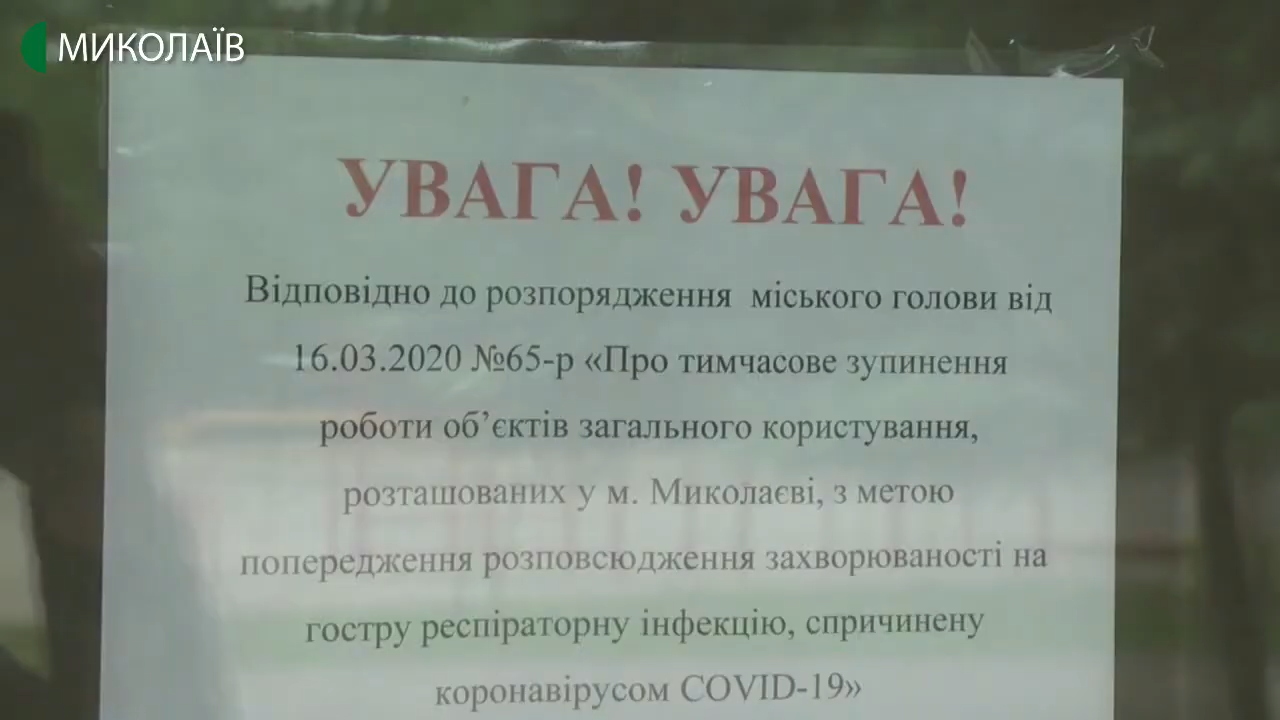 МИКОЛАЇВ
УВАГА! УВАГА!
Відповідно до розпорядження міського голови від
16.03.2020 №65-р «Про тимчасове зупинення
роботи об’єктів загального користування,
розташованих у м. Миколаєві, з метою
попередження розповсюдження захворюваності на
гостру респіраторну інфекцію, спричинену
коронавірусом COVID-19»